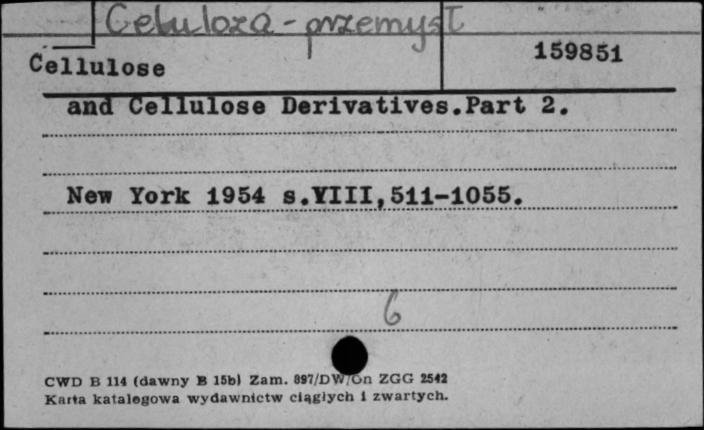 Celuloza - przemysł
Cellulose
159851
and Cellulose Derivatives.Part 2.
New York 1954 s.VIII,511-1055.
6
CWD B 114 (dawny B 15b) Zam. 897/DW/On ZGG 2542
Karta katalogowa wydawnictw ciągłych i zwartych.